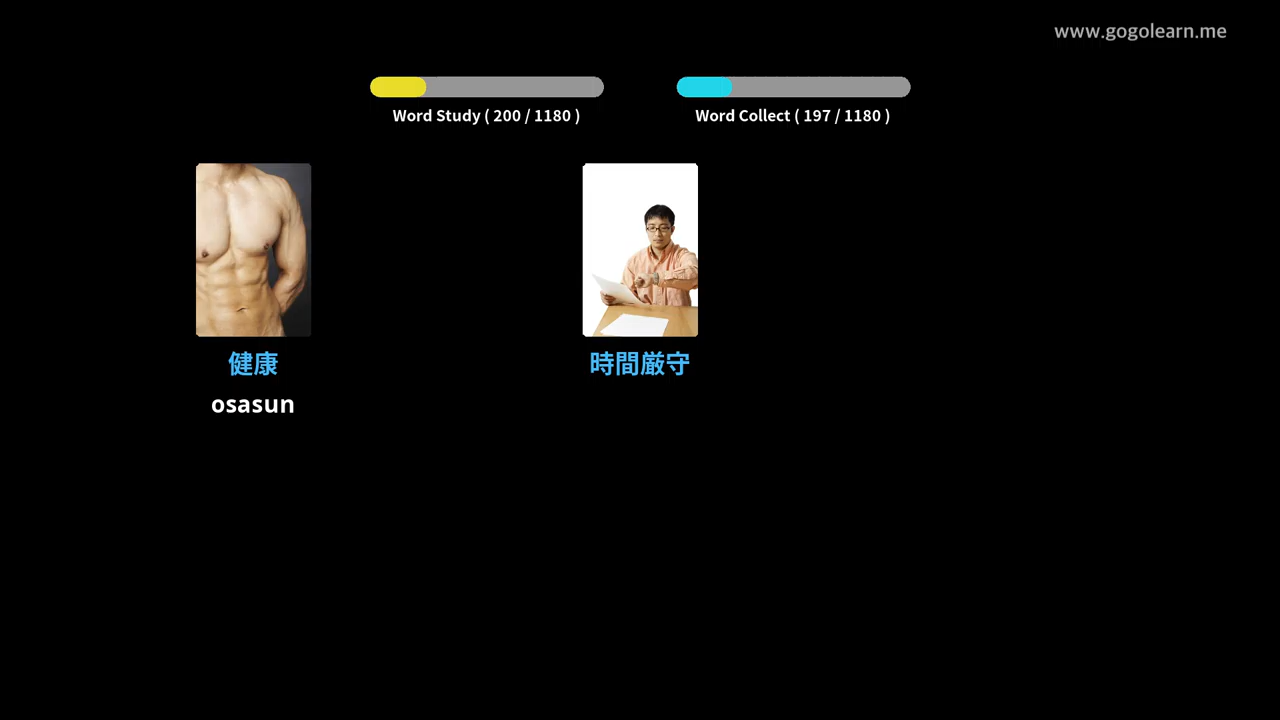 www.gogolearn.me
Word Study ( 200 / 1180 )
Word Collect ( 197 / 1180 )
健康
時間厳守
osasun